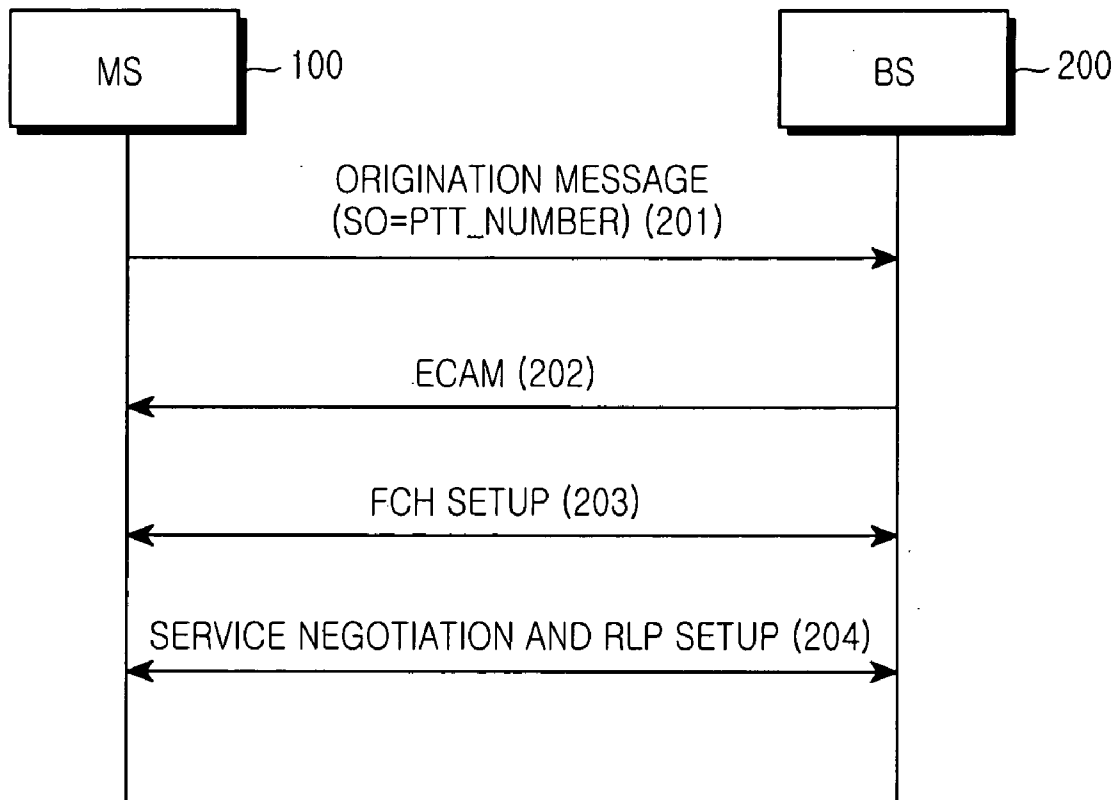 MS
100
BS
200
ORIGINATION MESSAGE
(SO=PTT_NUMBER) (201)
ECAM (202)
FCH SETUP (203)
SERVICE NEGOTIATION AND RLP SETUP (204)